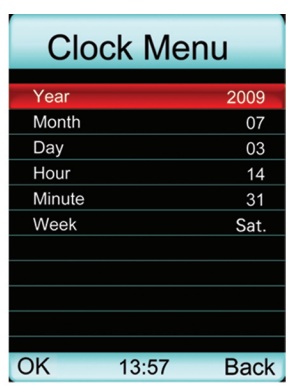 Clock Menu
Year 2009
Month 07
Day 03
Hour 14
Minute 31
Week Sat.
OK 13:57 Back